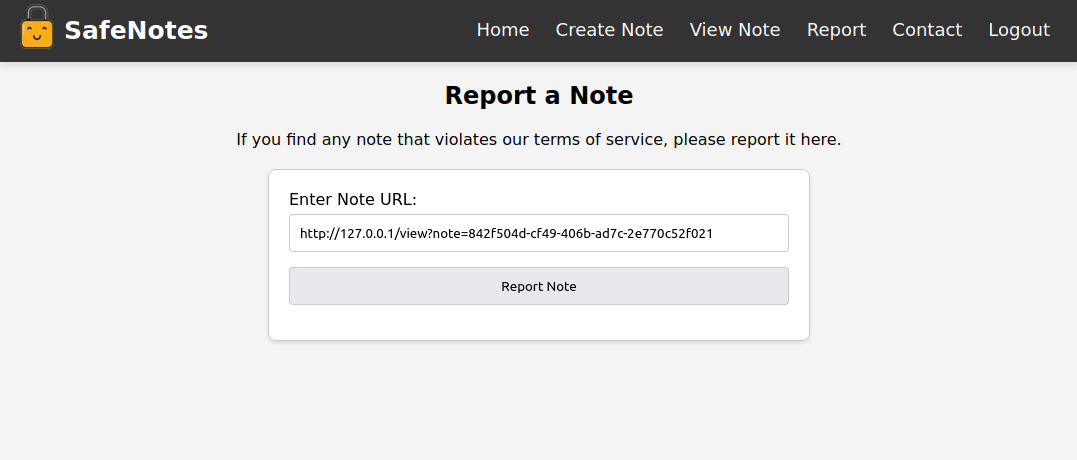 SafeNotes
Home Create Note View Note Report Contact Logout
Report a Note
If you find any note that violates our terms of service, please report it here.
Enter Note URL:
http://127.0.0.1/view?note=842f504d-cf49-406b-ad7c-2e770c52f021
Report Note